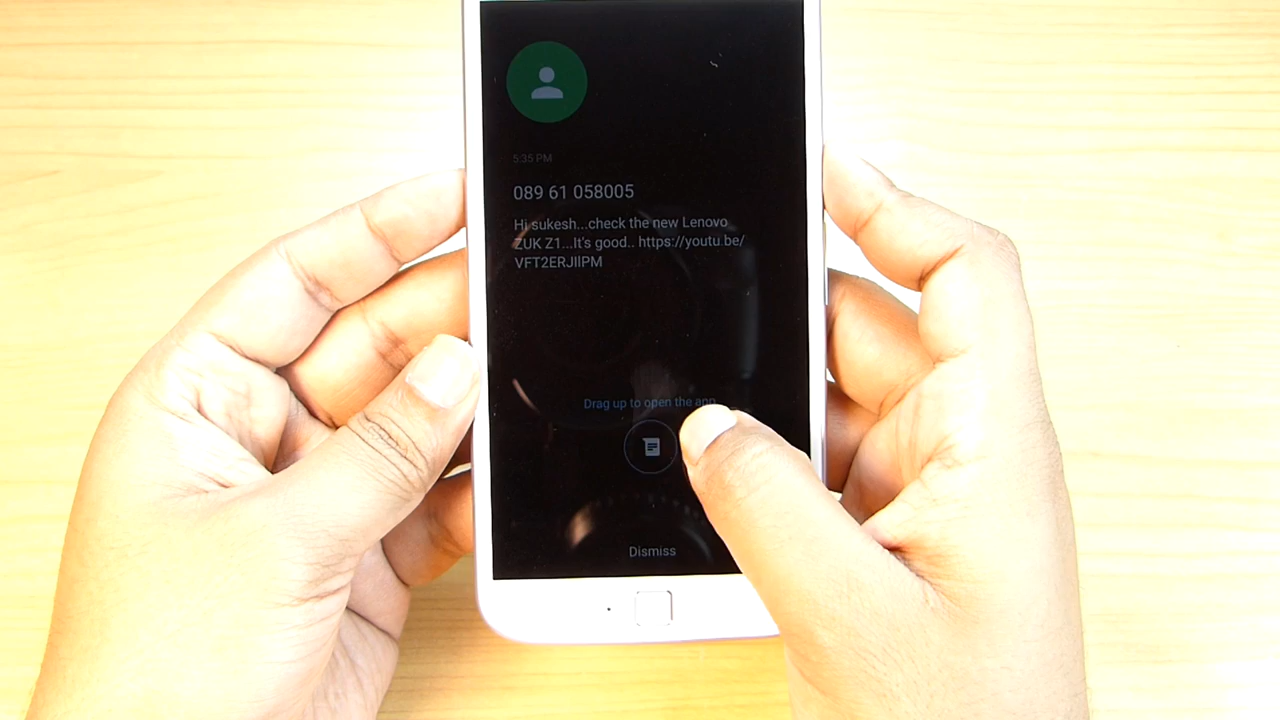 5:35 PM
089 61 058005
Hi sukesh...check the new Lenovo
ZUK Z1...It's good.. https://youtu.be/
VFT2ERJIlPM
Drag up to open the app
Dismiss